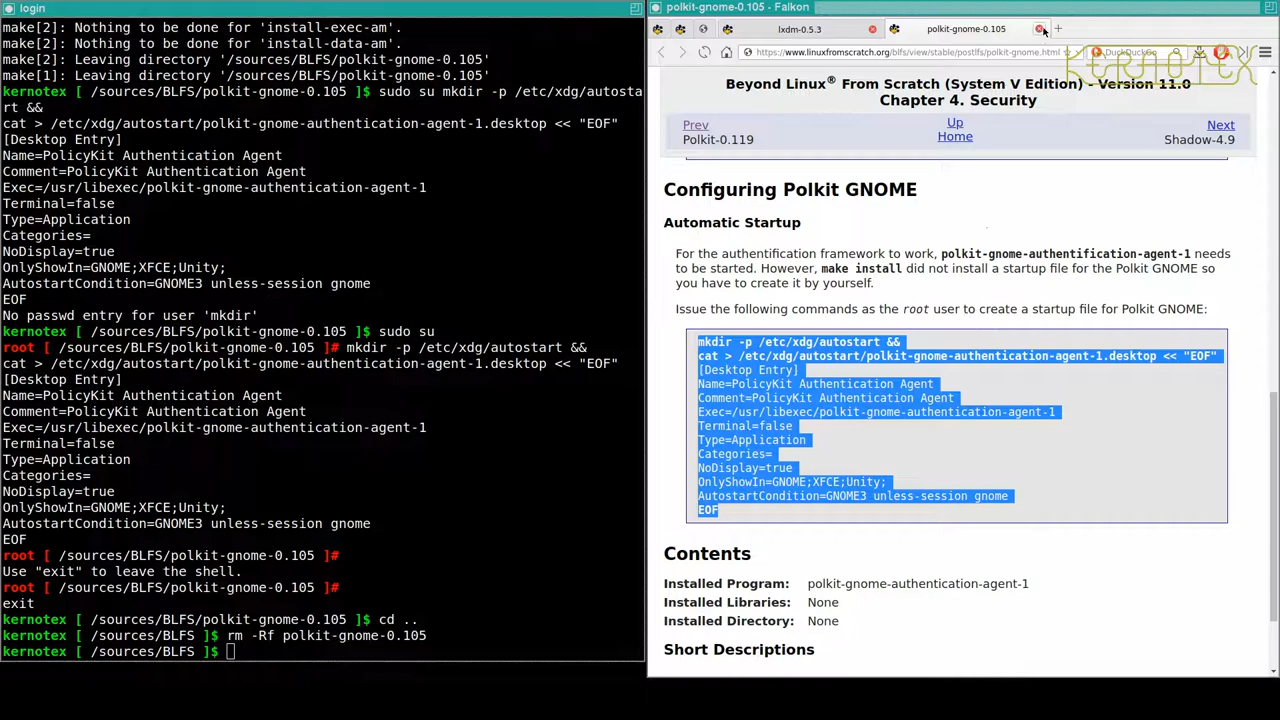 login
make[2]: Nothing to be done for 'install-exec-am'.
make[2]: Nothing to be done for 'install-data-am'.
make[2]: Leaving directory '/sources/BLFS/polkit-gnome-0.105'
make[1]: Leaving directory '/sources/BLFS/polkit-gnome-0.105'
kernotex [ /sources/BLFS/polkit-gnome-0.105 ]$ sudo su mkdir -p /etc/xdg/autosta
rt &&
cat > /etc/xdg/autostart/polkit-gnome-authentication-agent-1.desktop << "EOF"
[Desktop Entry]
Name=PolicyKit Authentication Agent
Comment=PolicyKit Authentication Agent
Exec=/usr/libexec/polkit-gnome-authentication-agent-1
Terminal=false
Type=Application
Categories=
NoDisplay=true
OnlyShowIn=GNOME;XFCE;Unity;
AutostartCondition=GNOME3 unless-session gnome
EOF
No passwd entry for user 'mkdir'
kernotex [ /sources/BLFS/polkit-gnome-0.105 ]$ sudo su
root [ /sources/BLFS/polkit-gnome-0.105 ]# mkdir -p /etc/xdg/autostart &&
cat > /etc/xdg/autostart/polkit-gnome-authentication-agent-1.desktop << "EOF"
[Desktop Entry]
Name=PolicyKit Authentication Agent
Comment=PolicyKit Authentication Agent
Exec=/usr/libexec/polkit-gnome-authentication-agent-1
Terminal=false
Type=Application
Categories=
NoDisplay=true
OnlyShowIn=GNOME;XFCE;Unity;
AutostartCondition=GNOME3 unless-session gnome
EOF
root [ /sources/BLFS/polkit-gnome-0.105 ]#
Use "exit" to leave the shell.
root [ /sources/BLFS/polkit-gnome-0.105 ]#
exit
kernotex [ /sources/BLFS/polkit-gnome-0.105 ]$ cd ..
kernotex [ /sources/BLFS ]$ rm -Rf polkit-gnome-0.105
kernotex [ /sources/BLFS ]$
polkit-gnome-0.105 - Falkon
lxdm-0.5.3
polkit-gnome-0.105
https://www.linuxfromscratch.org/blfs/view/stable/postlfs/polkit-gnome.html
DuckDuckGo
KERNOTEX
Beyond Linux® From Scratch (System V Edition) - Version 11.0
Chapter 4. Security
Prev
Up
Next
Polkit-0.119
Home
Shadow-4.9
Configuring Polkit GNOME
Automatic Startup
For the authentification framework to work, polkit-gnome-authentification-agent-1 needs
to be started. However, make install did not install a startup file for the Polkit GNOME so
you have to create it by yourself.
Issue the following commands as the root user to create a startup file for Polkit GNOME:
mkdir -p /etc/xdg/autostart &&
cat > /etc/xdg/autostart/polkit-gnome-authentication-agent-1.desktop << "EOF"
[Desktop Entry]
Name=PolicyKit Authentication Agent
Comment=PolicyKit Authentication Agent
Exec=/usr/libexec/polkit-gnome-authentication-agent-1
Terminal=false
Type=Application
Categories=
NoDisplay=true
OnlyShowIn=GNOME;XFCE;Unity;
AutostartCondition=GNOME3 unless-session gnome
EOF
Contents
Installed Program: polkit-gnome-authentication-agent-1
Installed Libraries: None
Installed Directory: None
Short Descriptions